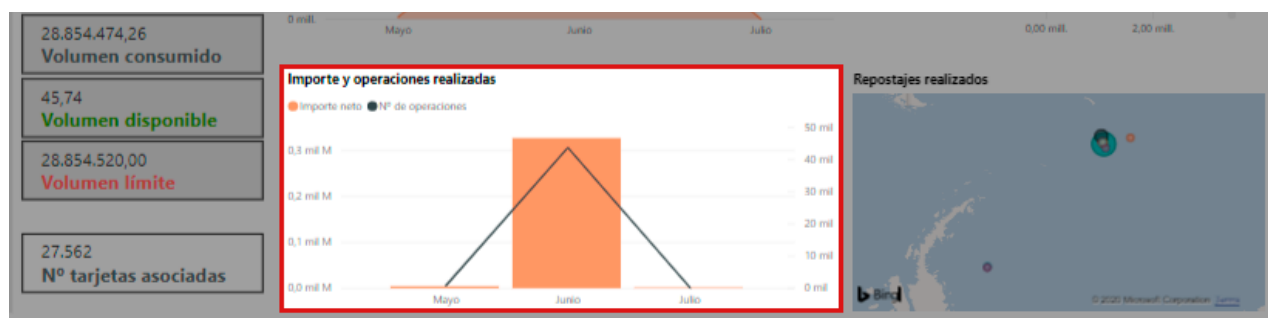 28.854.474,26
Volumen consumido
45,74
Volumen disponible
28.854.520,00
Volumen límite
27.562
Nº tarjetas asociadas
0 mill.
Mayo Junio Julio
0,00 mill. 2,00 mill.
Importe y operaciones realizadas
Importe neto Nº de operaciones
0,3 mil M
0,2 mil M
0,1 mil M
0,0 mil M
50 mil
40 mil
30 mil
20 mil
10 mil
0 mil
Mayo Junio Julio
Repostajes realizados
Bing
© 2020 Microsoft Corporation Terms